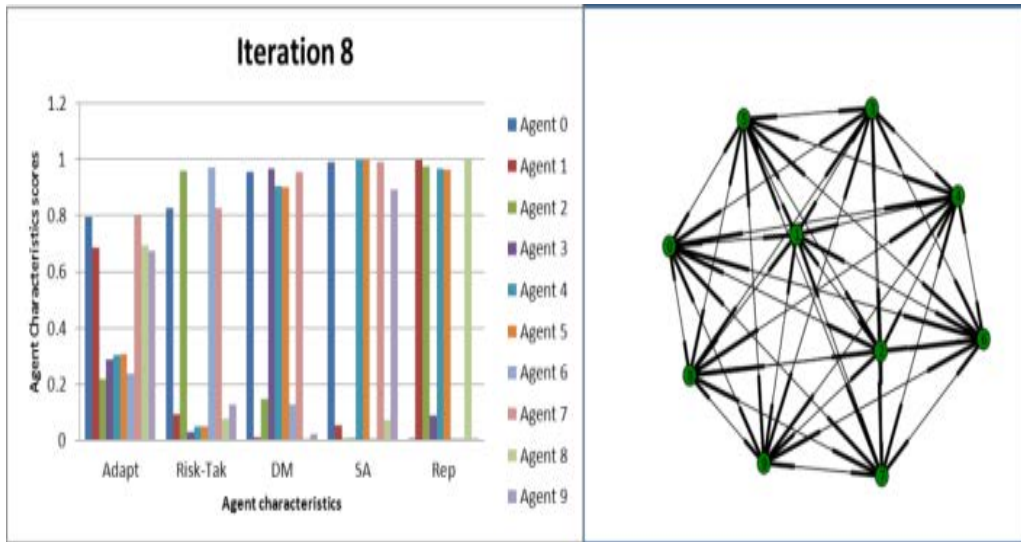 Iteration 8
Agent Characteristics scores
1.2
1
0.8
0.6
0.4
0.2
0
Adapt Risk-Tak DM SA Rep
Agent characteristics
Agent 0
Agent 1
Agent 2
Agent 3
Agent 4
Agent 5
Agent 6
Agent 7
Agent 8
Agent 9